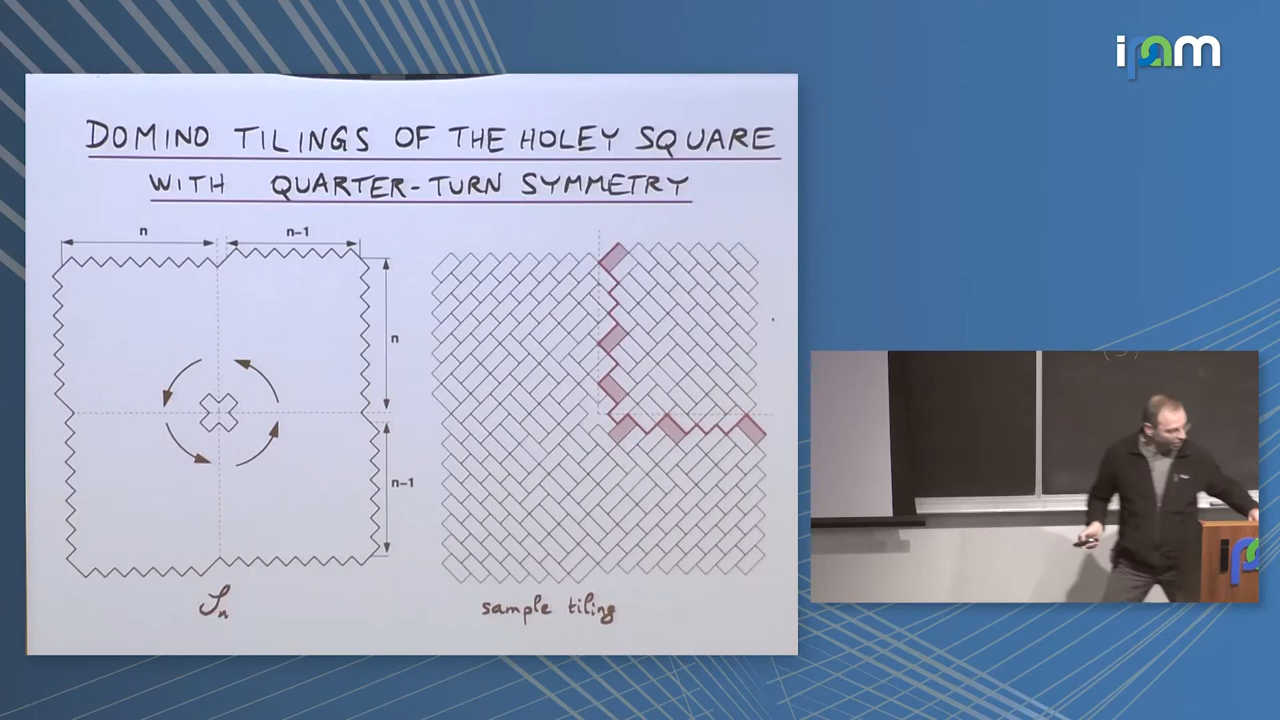 ipam
DOMINO TILINGS OF THE HOLEY SQUARE
WITH QUARTER-TURN SYMMETRY
n
n-1
n
n-1
𝒮n
sample tiling